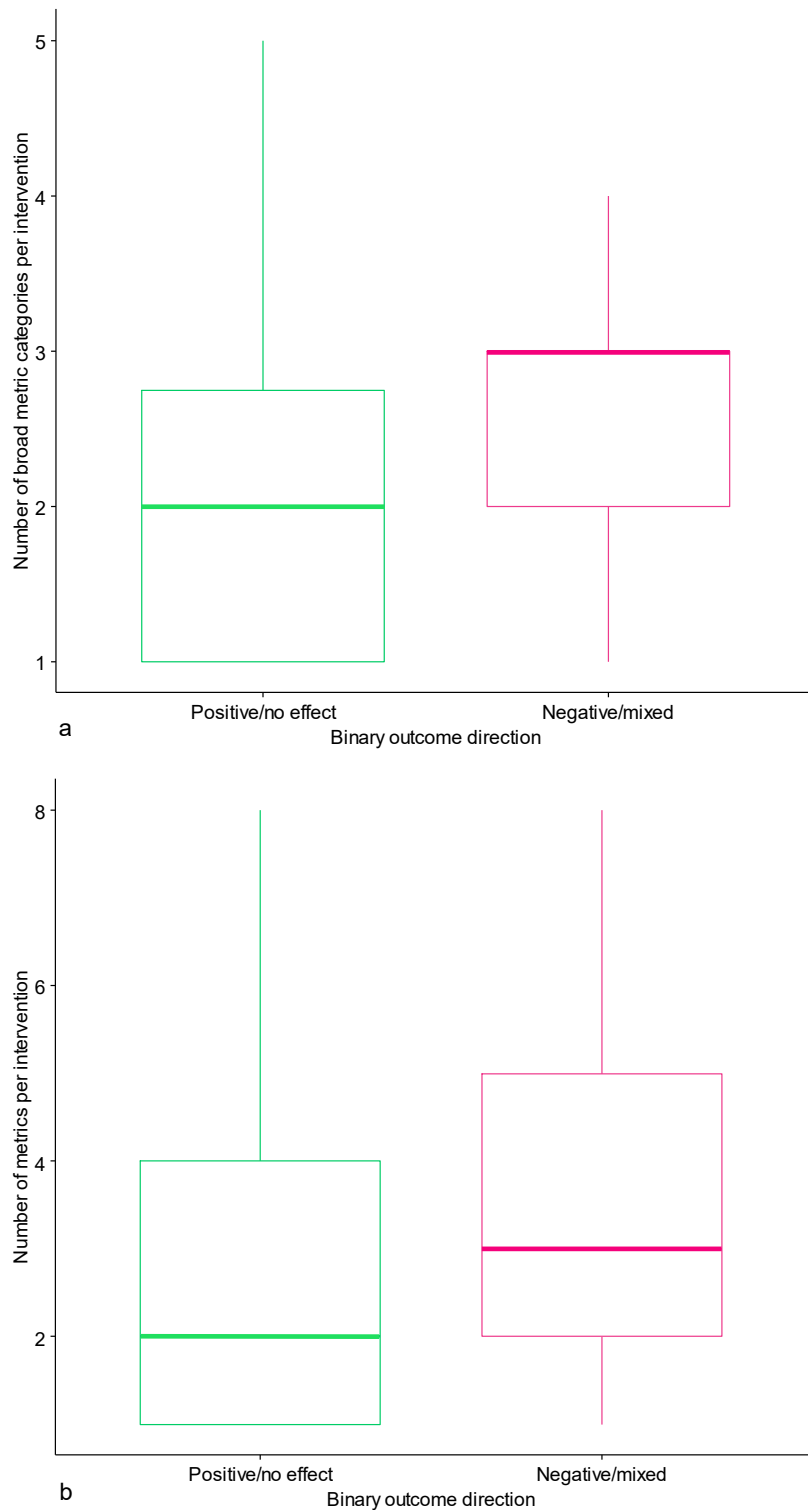 Number of broad metric categories per intervention
5
4
3
2
1
Positive/no effect Negative/mixed
a
Binary outcome direction
Number of metrics per intervention
8
6
4
2
Positive/no effect Negative/mixed
b
Binary outcome direction